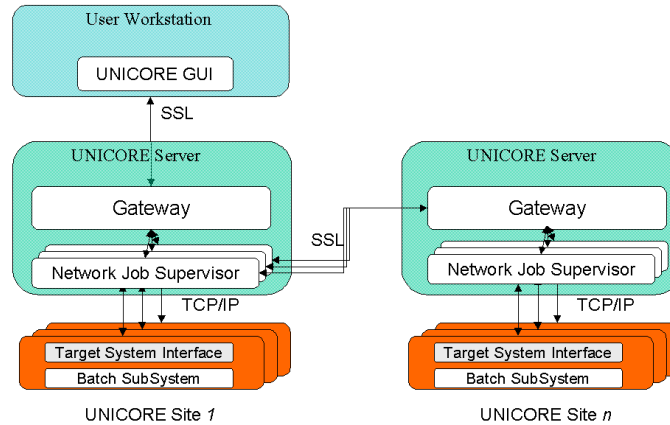 User Workstation
UNICORE GUI
SSL
UNICORE Server
Gateway
Network Job Supervisor
TCP/IP
Target System Interface
Batch SubSystem
UNICORE Site 1
SSL
UNICORE Server
Gateway
Network Job Supervisor
TCP/IP
Target System Interface
Batch SubSystem
UNICORE Site n